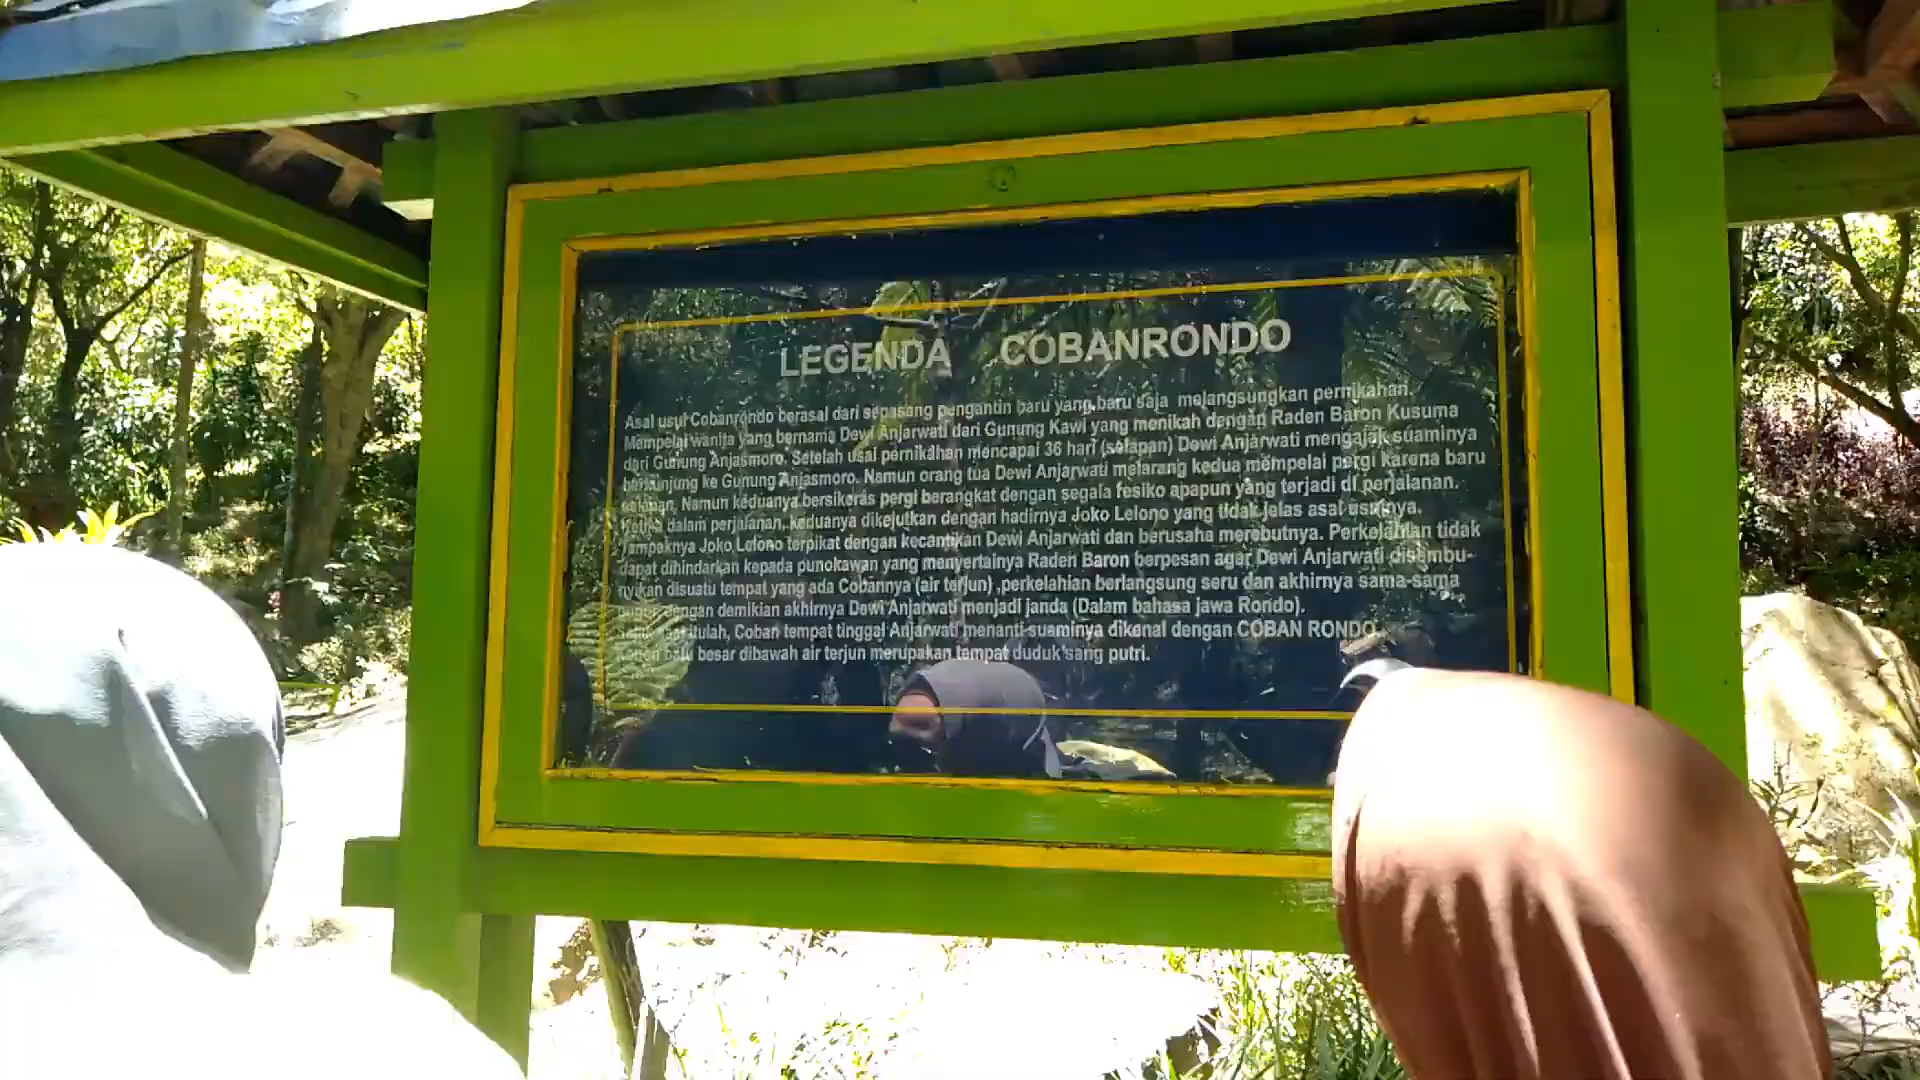 LEGENDA COBANRONDO
Asal usul Cobanrondo berasal dari sepasang pengantin baru yang baru saja melangsungkan pernikahan.
Mempelai wanita yang bernama Dewi Anjarwati dari Gunung Kawi yang menikah dengan Raden Baron Kusuma
dari Gunung Anjasmoro. Setelah usai pernikahan mencapai 36 hari (selapan) Dewi Anjarwati mengajak suaminya
berkunjung ke Gunung Anjasmoro. Namun orang tua Dewi Anjarwati melarang kedua mempelai pergi karena baru
selapan, Namun keduanya bersikeras pergi berangkat dengan segala resiko apapun yang terjadi di perjalanan.
Ketika dalam perjalanan, keduanya dikejutkan dengan hadirnya Joko Lelono yang tidak jelas asal usulnya.
Tampaknya Joko Lelono terpikat dengan kecantikan Dewi Anjarwati dan berusaha merebutnya. Perkelahian tidak
dapat dihindarkan kepada punokawan yang menyertainya Raden Baron berpesan agar Dewi Anjarwati disembu-
nyikan disuatu tempat yang ada Cobannya (air terjun) ,perkelahian berlangsung seru dan akhirnya sama-sama
dengan demikian akhirnya Dewi Anjarwati menjadi janda (Dalam bahasa jawa Rondo).
itulah, Coban tempat tinggal Anjarwati menanti suaminya dikenal dengan COBAN RONDO
batu besar dibawah air terjun merupakan tempat duduk sang putri.